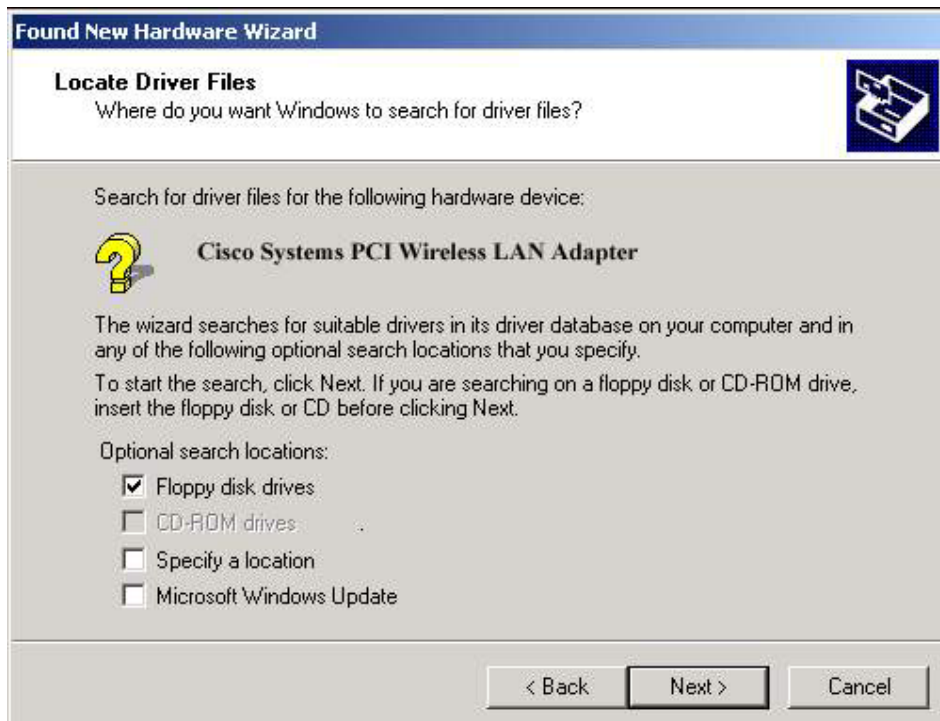 Found New Hardware Wizard
Locate Driver Files
Where do you want Windows to search for driver files?
Search for driver files for the following hardware device:
Cisco Systems PCI Wireless LAN Adapter
The wizard searches for suitable drivers in its driver database on your computer and in
any of the following optional search locations that you specify.
To start the search, click Next. If you are searching on a floppy disk or CD-ROM drive,
insert the floppy disk or CD before clicking Next.
Optional search locations:
Floppy disk drives
CD-ROM drives
Specify a location
Microsoft Windows Update
< Back
Next >
Cancel